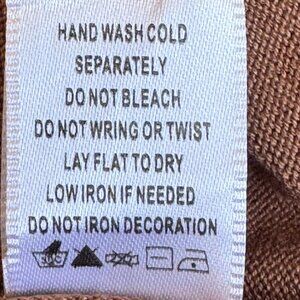 HAND WASH COLD
SEPARATELY
DO NOT BLEACH
DO NOT WRING OR TWIST
LAY FLAT TO DRY
LOW IRON IF NEEDED
DO NOT IRON DECORATION